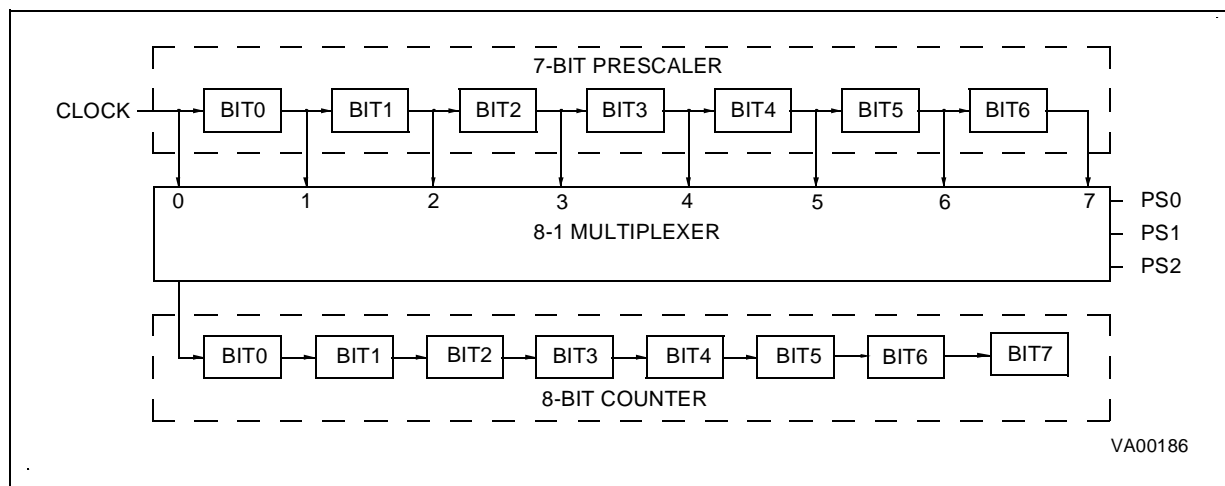 7-BIT PRESCALER
CLOCK BIT0 BIT1 BIT2 BIT3 BIT4 BIT5 BIT6
0 1 2 3 4 5 6 7 PS0
8-1 MULTIPLEXER PS1
PS2
BIT0 BIT1 BIT2 BIT3 BIT4 BIT5 BIT6 BIT7
8-BIT COUNTER
VA00186